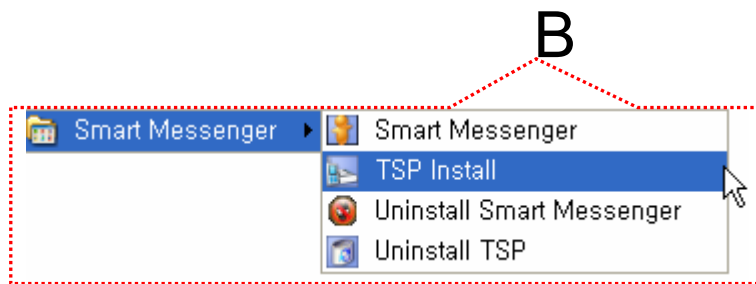 B
Smart Messenger
Smart Messenger
TSP Install
Uninstall Smart Messenger
Uninstall TSP